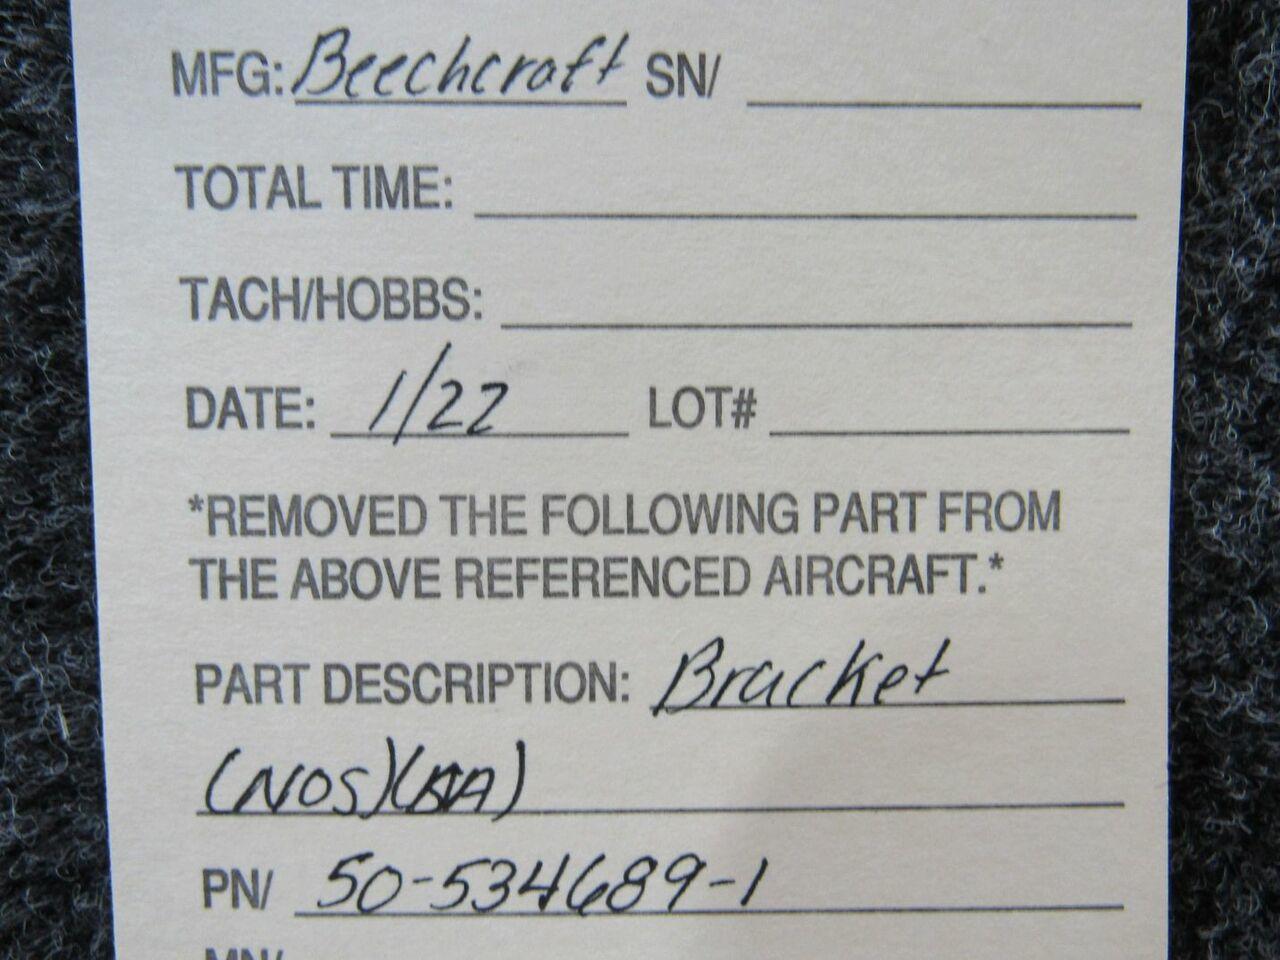 MFG: Beechcraft SN/
TOTAL TIME:
TACH/HOBBS:
DATE: 1/22 LOT#
*REMOVED THE FOLLOWING PART FROM
THE ABOVE REFERENCED AIRCRAFT.*
PART DESCRIPTION: Bracket
(NOS)
PN/ 50-534689-1
MN/